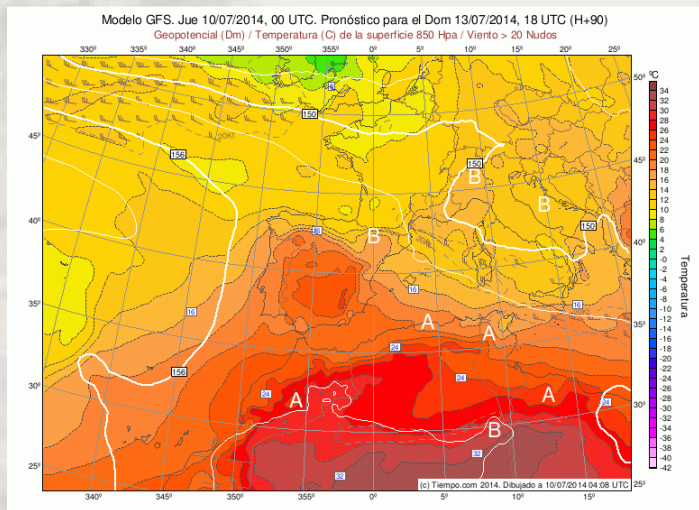 Modelo GFS. Jue 10/07/2014, 00 UTC. Pronóstico para el Dom 13/07/2014, 18 UTC (H+90)
Geopotencial (Dm) / Temperatura (C) de la superficie 850 Hpa / Viento > 20 Nudos
330º 335º 340º 345º 350º 355º 0º 5º 10º 15º 20º 25º
50º ºC
34
32
30
28
26
24
22
20
18
16
14
12
10
8
6
4
2
-0
-2
-4
-6
-8
-10
-12
-14
-16
-18
-20
-22
-24
-26
-28
-30
-32
-34
-36
-38
-40
-42
Temperatura
45º
40º
35º
30º
25º
45º
40º
35º
30º
25º
150
156
20Kt
150
B
B
150
16
B
16
16
A
A
156
24
24
24
A
A
24
B
32
32
(c) Tiempo.com 2014. Dibujado a 10/07/2014 04:08 UTC
340º 345º 350º 355º 0º 5º 10º 15º